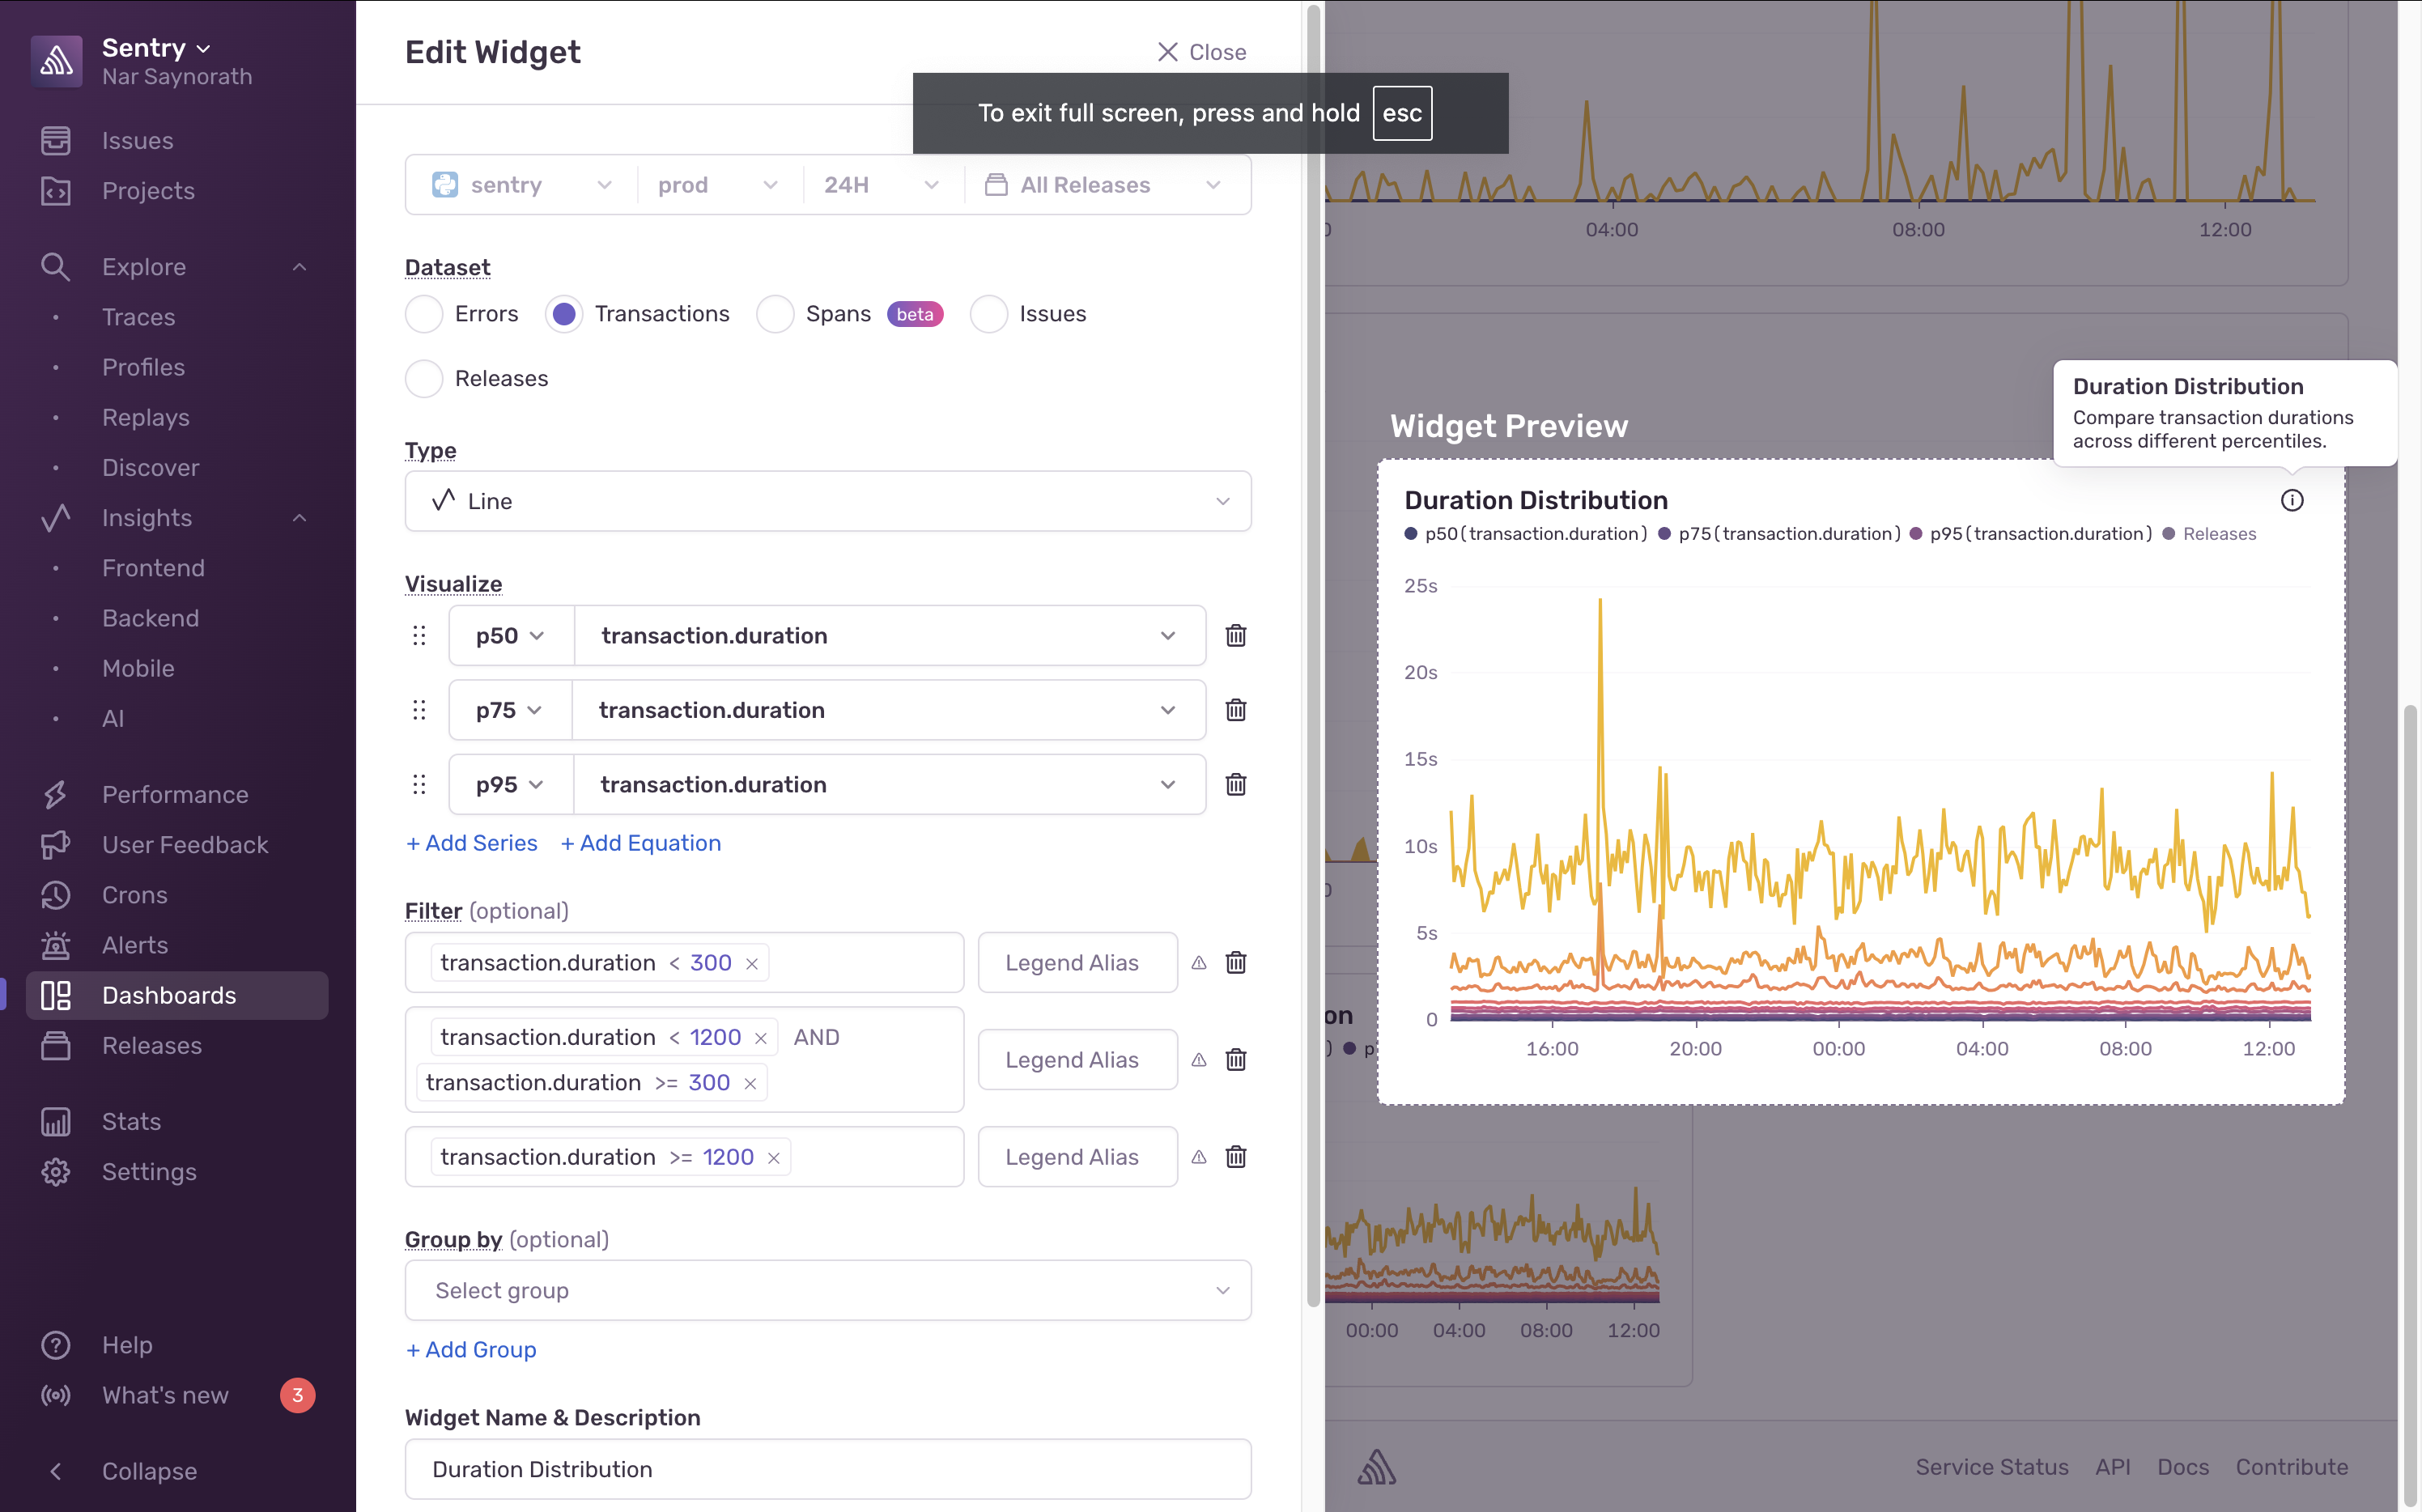 Sentry
Nar Saynorath
Issues
Projects
Explore
Traces
Profiles
Replays
Discover
Insights
Frontend
Backend
Mobile
AI
Performance
User Feedback
Crons
Alerts
Dashboards
Releases
Stats
Settings
Help
What's new 3
Collapse
Edit Widget
Close
To exit full screen, press and hold esc
sentry prod 24H All Releases
Dataset
Errors Transactions Spans beta Issues
Releases
Type
Line
Visualize
p50 transaction.duration
p75 transaction.duration
p95 transaction.duration
+ Add Series + Add Equation
Filter (optional)
transaction.duration < 300 Legend Alias
transaction.duration < 1200 AND
transaction.duration >= 300 Legend Alias
transaction.duration >= 1200 Legend Alias
Group by (optional)
Select group
+ Add Group
Widget Name & Description
Duration Distribution
04:00 08:00 12:00
Duration Distribution
Compare transaction durations
across different percentiles.
Widget Preview
Duration Distribution
p50(transaction.duration) p75(transaction.duration) p95(transaction.duration) Releases
25s
20s
15s
10s
5s
0
16:00 20:00 00:00 04:00 08:00 12:00
on
) p
00:00 04:00 08:00 12:00
Service Status API Docs Contribute